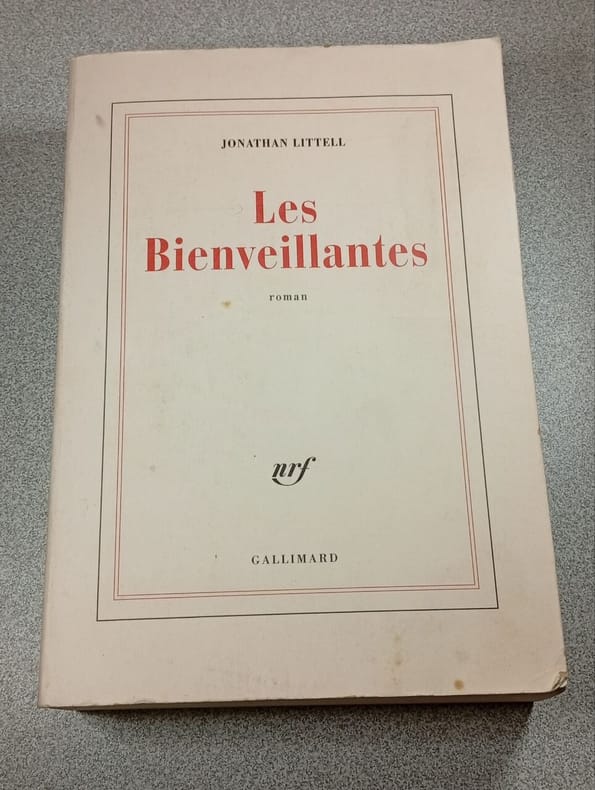 JONATHAN LITTELL
Les
Bienveillantes
roman
nrf
GALLIMARD